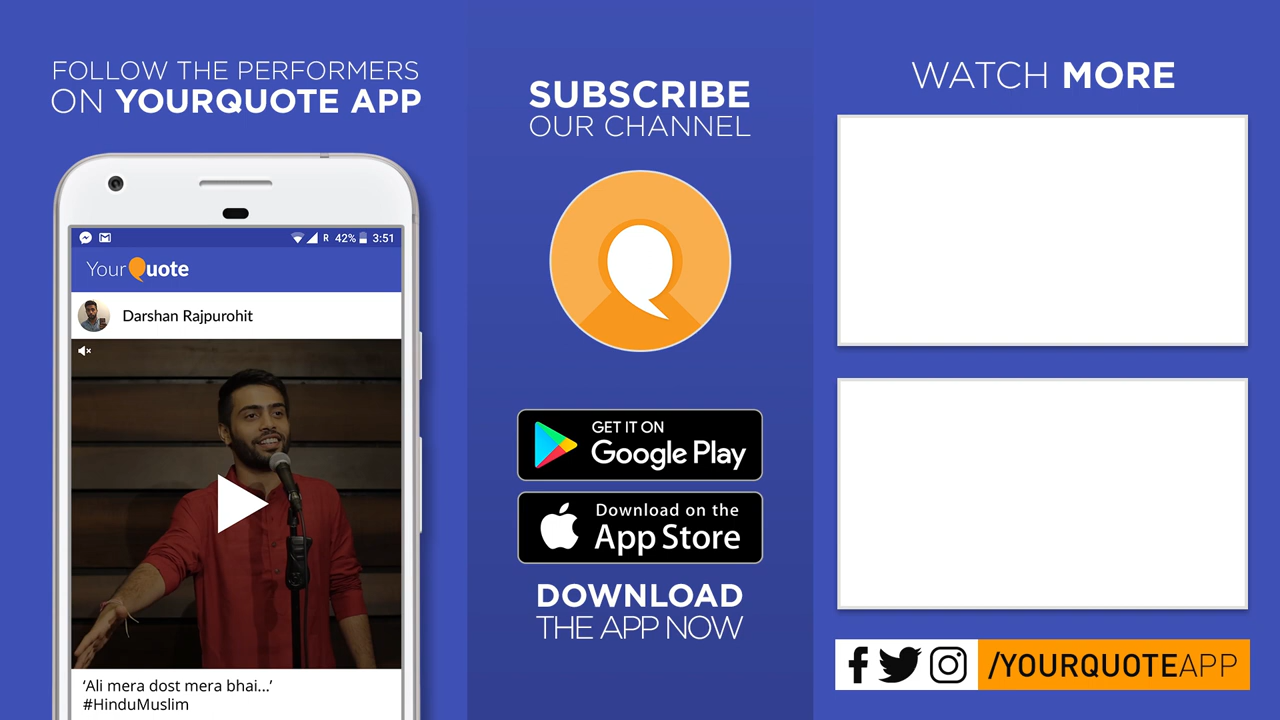 FOLLOW THE PERFORMERS
ON YOURQUOTE APP
R 42% 3:51
YourQuote
Darshan Rajpurohit
‘Ali mera dost mera bhai...’
#HinduMuslim
SUBSCRIBE
OUR CHANNEL
GET IT ON
Google Play
Download on the
App Store
DOWNLOAD
THE APP NOW
WATCH MORE
/YOURQUOTEAPP